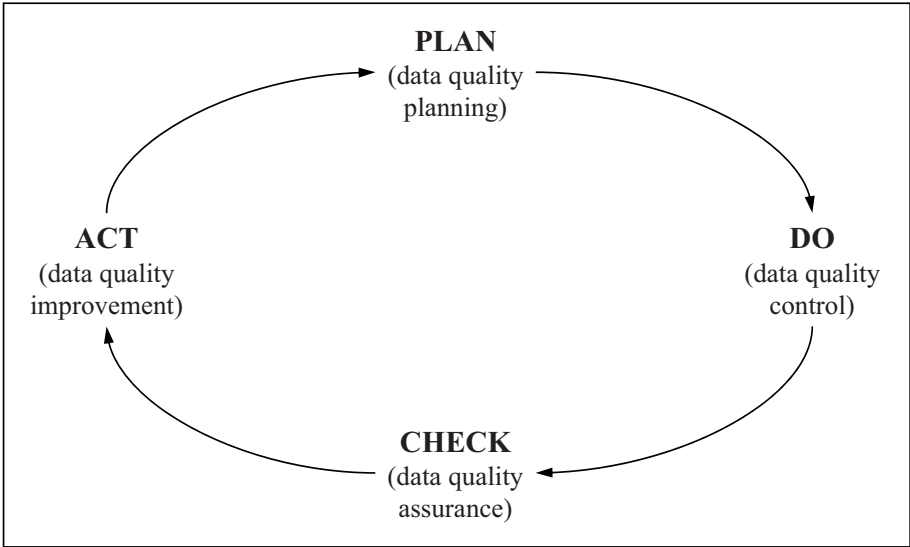 PLAN
(data quality
planning)
DO
(data quality
control)
CHECK
(data quality
assurance)
ACT
(data quality
improvement)